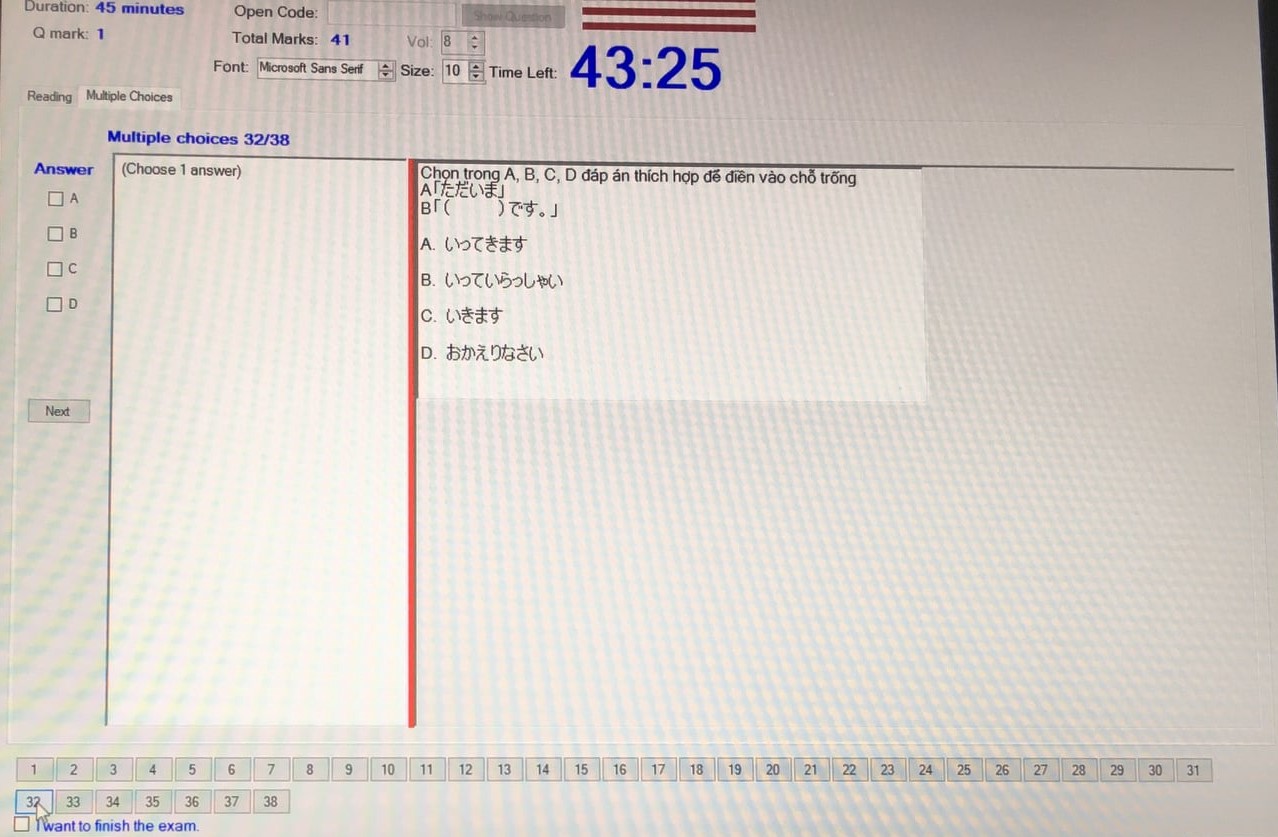 Duration: 45 minutes
Q mark: 1
Open Code:
Show Question
Total Marks: 41
Vol: 8
Font: Microsoft Sans Serif
Size: 10
Time Left: 43:25
Reading
Multiple Choices
Multiple choices 32/38
Answer
A
B
C
D
Next
(Choose 1 answer)
Chọn trong A, B, C, D đáp án thích hợp để điền vào chỗ trống
A「ただいま」
B「(　　　)です。」
A. いってきます
B. いっていらっしゃい
C. いきます
D. おかえりなさい
1 2 3 4 5 6 7 8 9 10 11 12 13 14 15 16 17 18 19 20 21 22 23 24 25 26 27 28 29 30 31
32 33 34 35 36 37 38
I want to finish the exam.